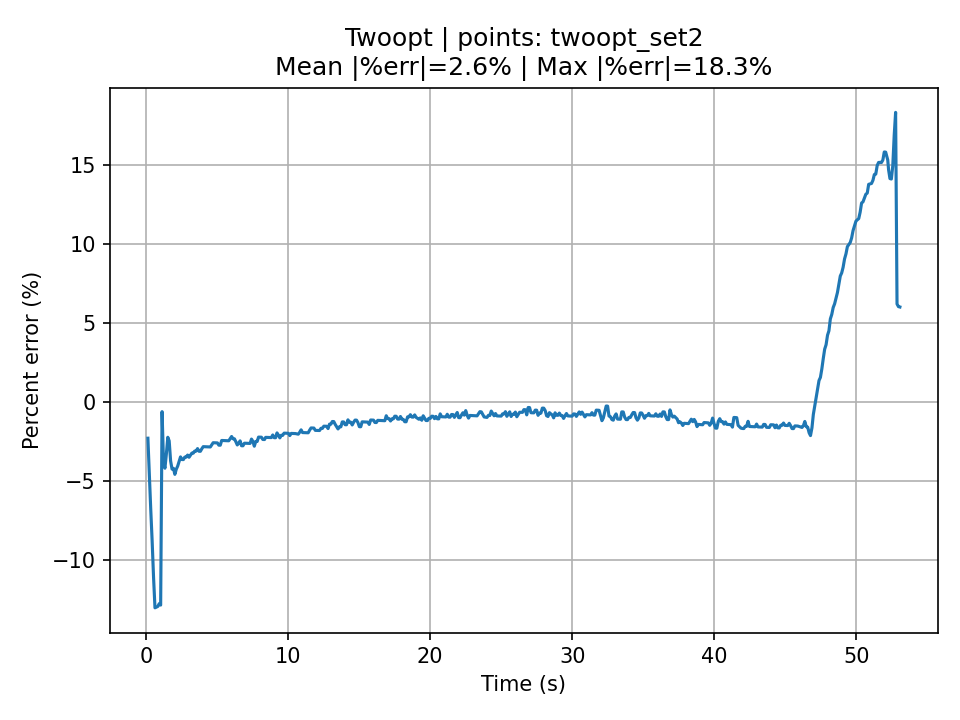 Twoopt | points: twoopt_set2
Mean |%err|=2.6% | Max |%err|=18.3%
Percent error (%)
15
10
5
0
−5
−10
0 10 20 30 40 50
Time (s)